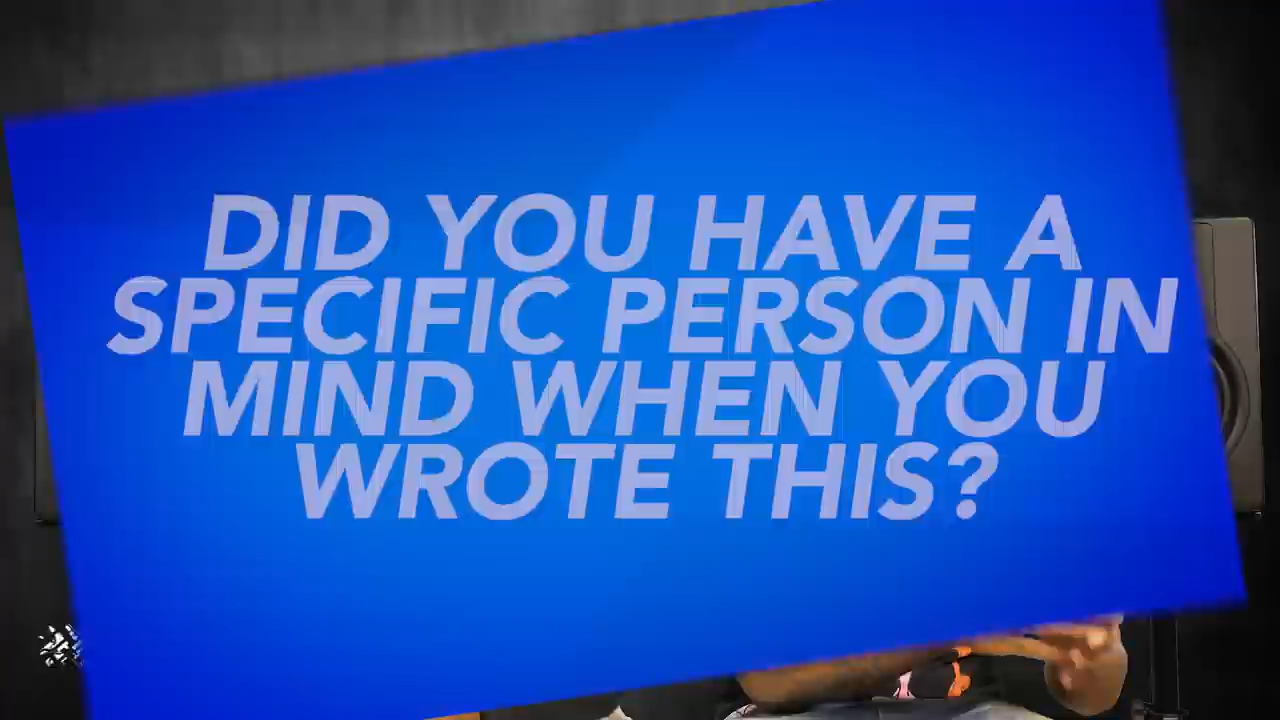 DID YOU HAVE A
SPECIFIC PERSON IN
MIND WHEN YOU
WROTE THIS?